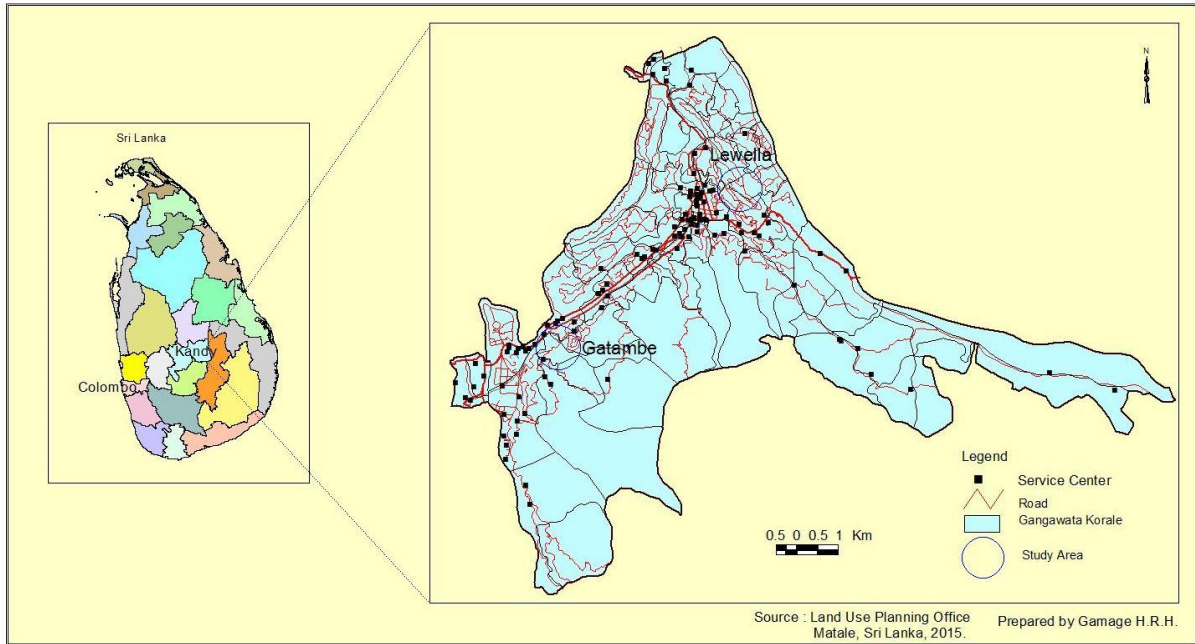 Sri Lanka
Kandy
Colombo
N
Lewella
Gatambe
Legend
Service Center
Road
Gangawata Korale
Study Area
0.5 0 0.5 1 Km
Source : Land Use Planning Office
Matale, Sri Lanka, 2015.
Prepared by Gamage H.R.H.